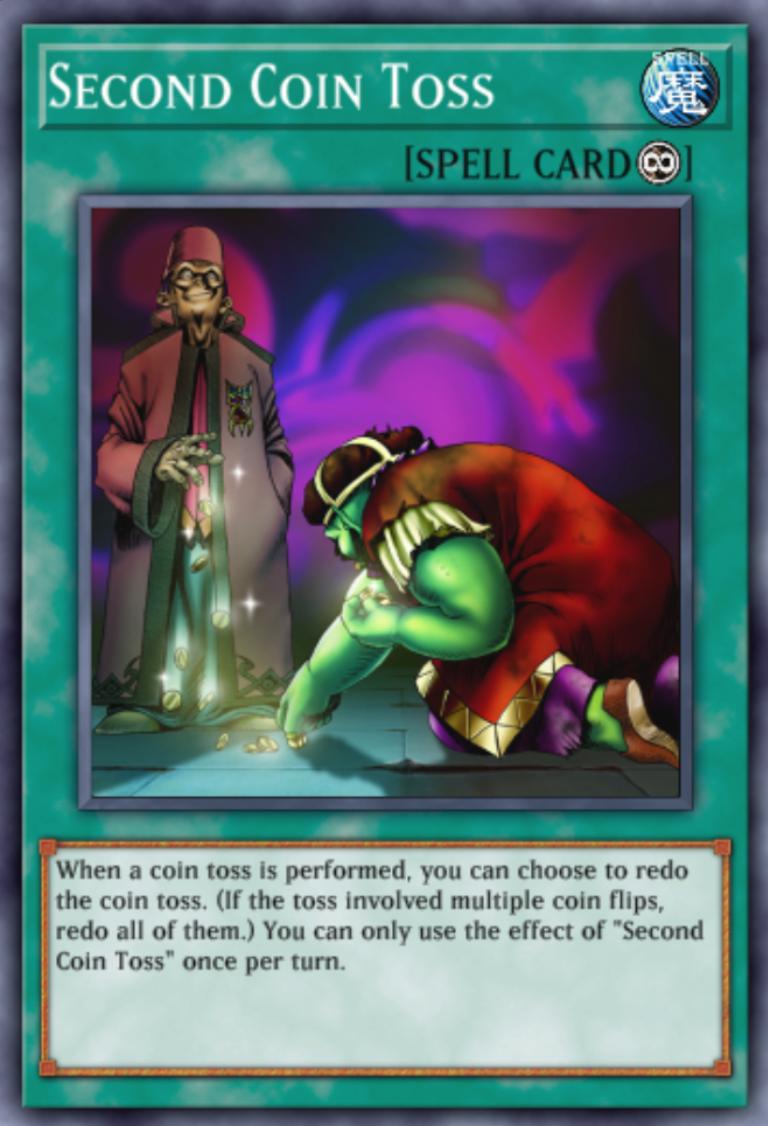 Second Coin Toss
SPELL
魔
[SPELL CARD]
When a coin toss is performed, you can choose to redo
the coin toss. (If the toss involved multiple coin flips,
redo all of them.) You can only use the effect of "Second
Coin Toss" once per turn.